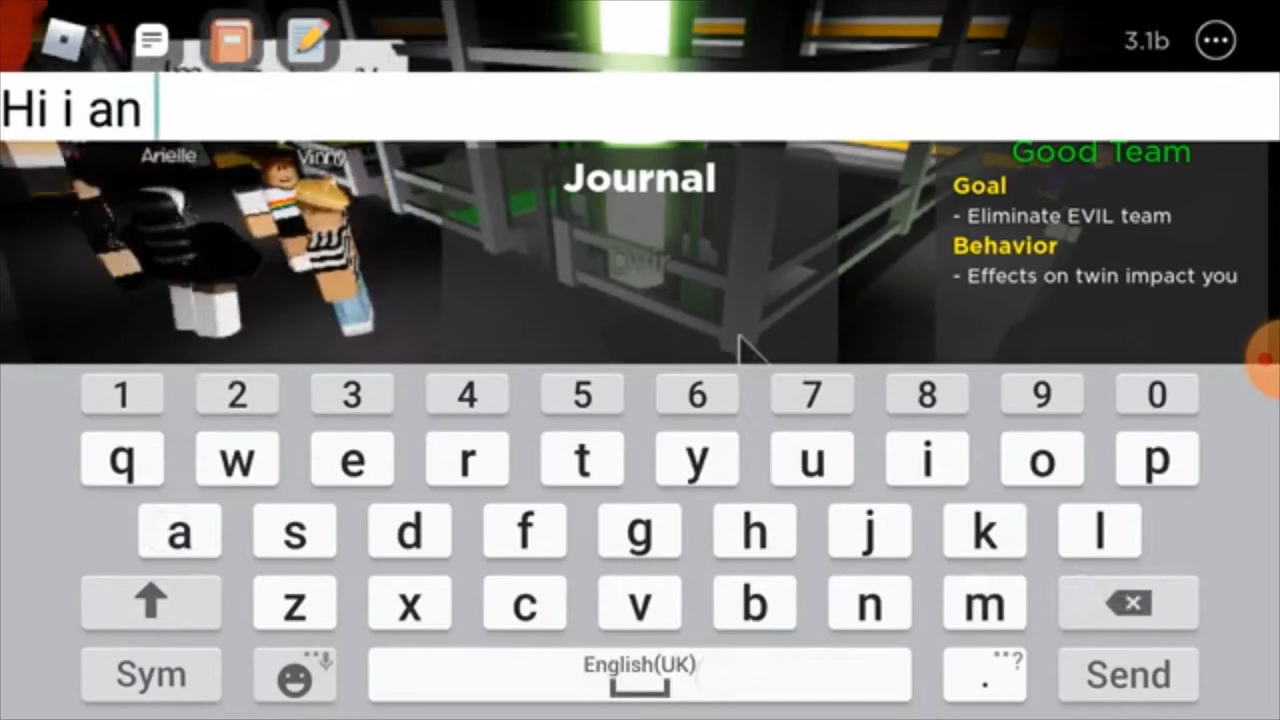 3.1b
Hi i an
Arielle
Vinny
Journal
Good Team
Goal
- Eliminate EVIL team
Behavior
- Effects on twin impact you
1 2 3 4 5 6 7 8 9 0
q w e r t y u i o p
a s d f g h j k l
z x c v b n m
Sym
English(UK)
. ?
Send